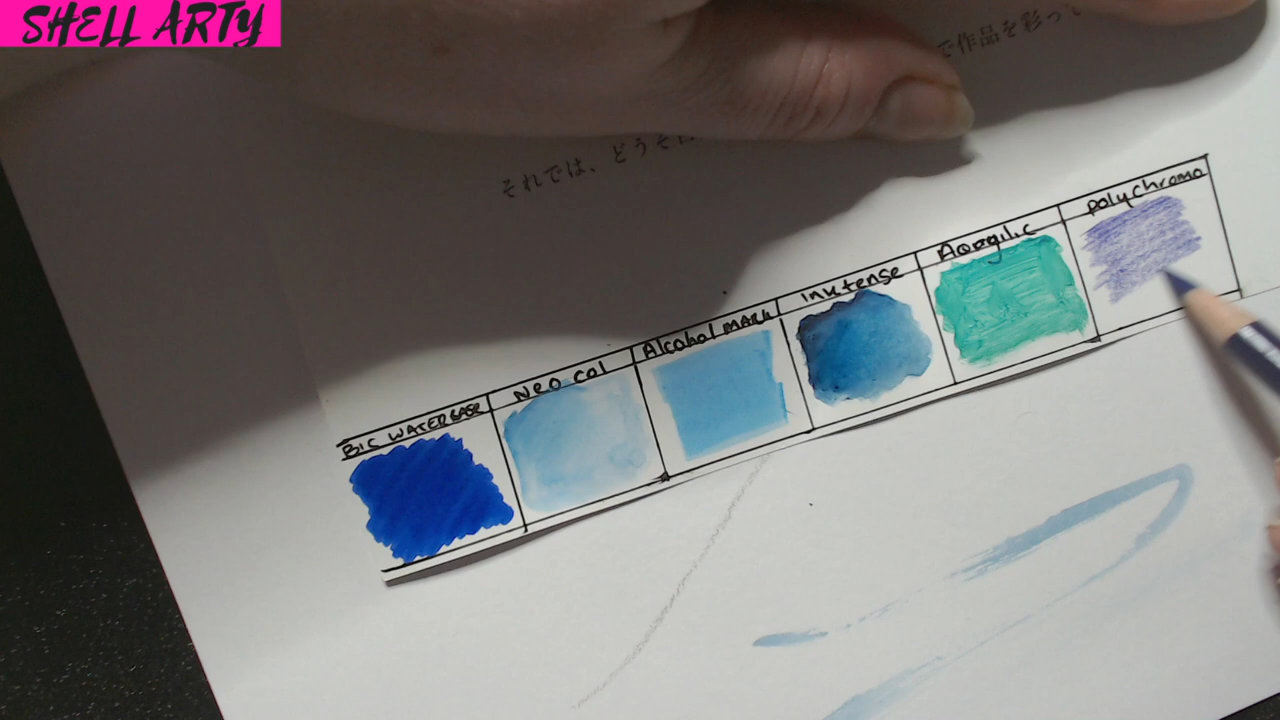 SHELL ARTY
で作品を彩って
それでは、どうぞ
BIC WATERBASE
Neo Col
Alcohol MARK
Inktense
Acrylic
polychromo